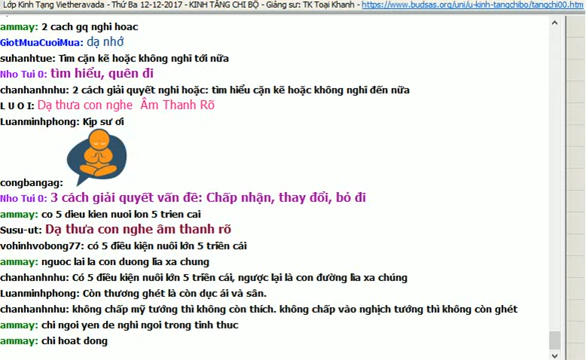 Lớp Kinh Tạng Vietheravada - Thứ Ba 12-12-2017 - KINH TĂNG CHI BỘ - Giảng sư: TK Toại Khanh - https://www.budsas.org/uni/u-kinh-tangchibo/tangchi00.htm
ammay: 2 cach gq nghi hoac
GiotMuaCuoiMua: dạ nhớ
suhanhtue: Tìm cặn kẽ hoặc không nghĩ tới nữa
Nho Tui 0: tìm hiểu, quên đi
chanhanhnhu: 2 cách giải quyết nghi hoặc: tìm hiểu cặn kẽ hoặc không nghĩ đến nữa
L U O I: Dạ thưa con nghe Âm Thanh Rõ
Luanminhphong: Kịp sư ơi
congbangag:
Nho Tui 0: 3 cách giải quyết vấn đề: Chấp nhận, thay đổi, bỏ đi
ammay: co 5 dieu kien nuoi lon 5 trien cai
Susu-ut: Dạ thưa con nghe âm thanh rõ
vohinhvobong77: có 5 điều kiện nuôi lớn 5 triền cái
ammay: nguoc lai la con duong lia xa chung
chanhanhnhu: Có 5 điều kiện nuôi lớn 5 triền cái, ngược lại là con đường lìa xa chúng
Luanminhphong: Còn thương ghét là còn dục ái và sân.
chanhanhnhu: không chấp mỹ tướng thì không còn thích. không chấp vào nghịch tướng thì không còn ghét
ammay: chi ngoi yen de nghi ngoi trong tinh thuc
ammay: chi hoat dong